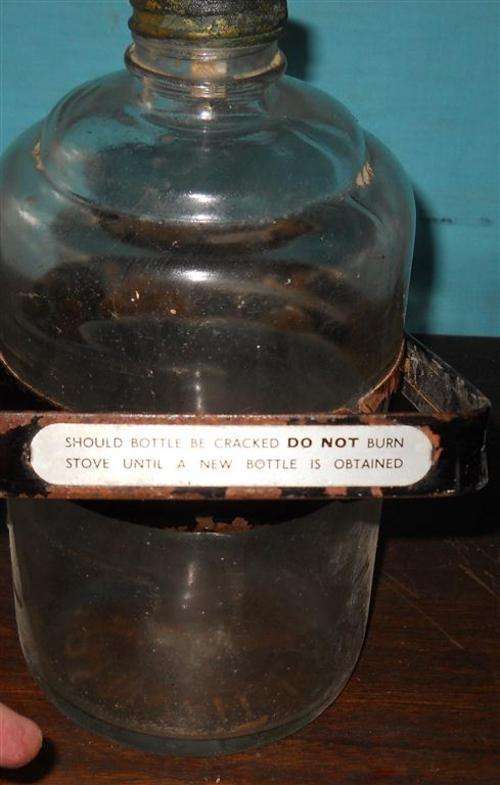 SHOULD BOTTLE BE CRACKED DO NOT BURN
STOVE UNTIL A NEW BOTTLE IS OBTAINED